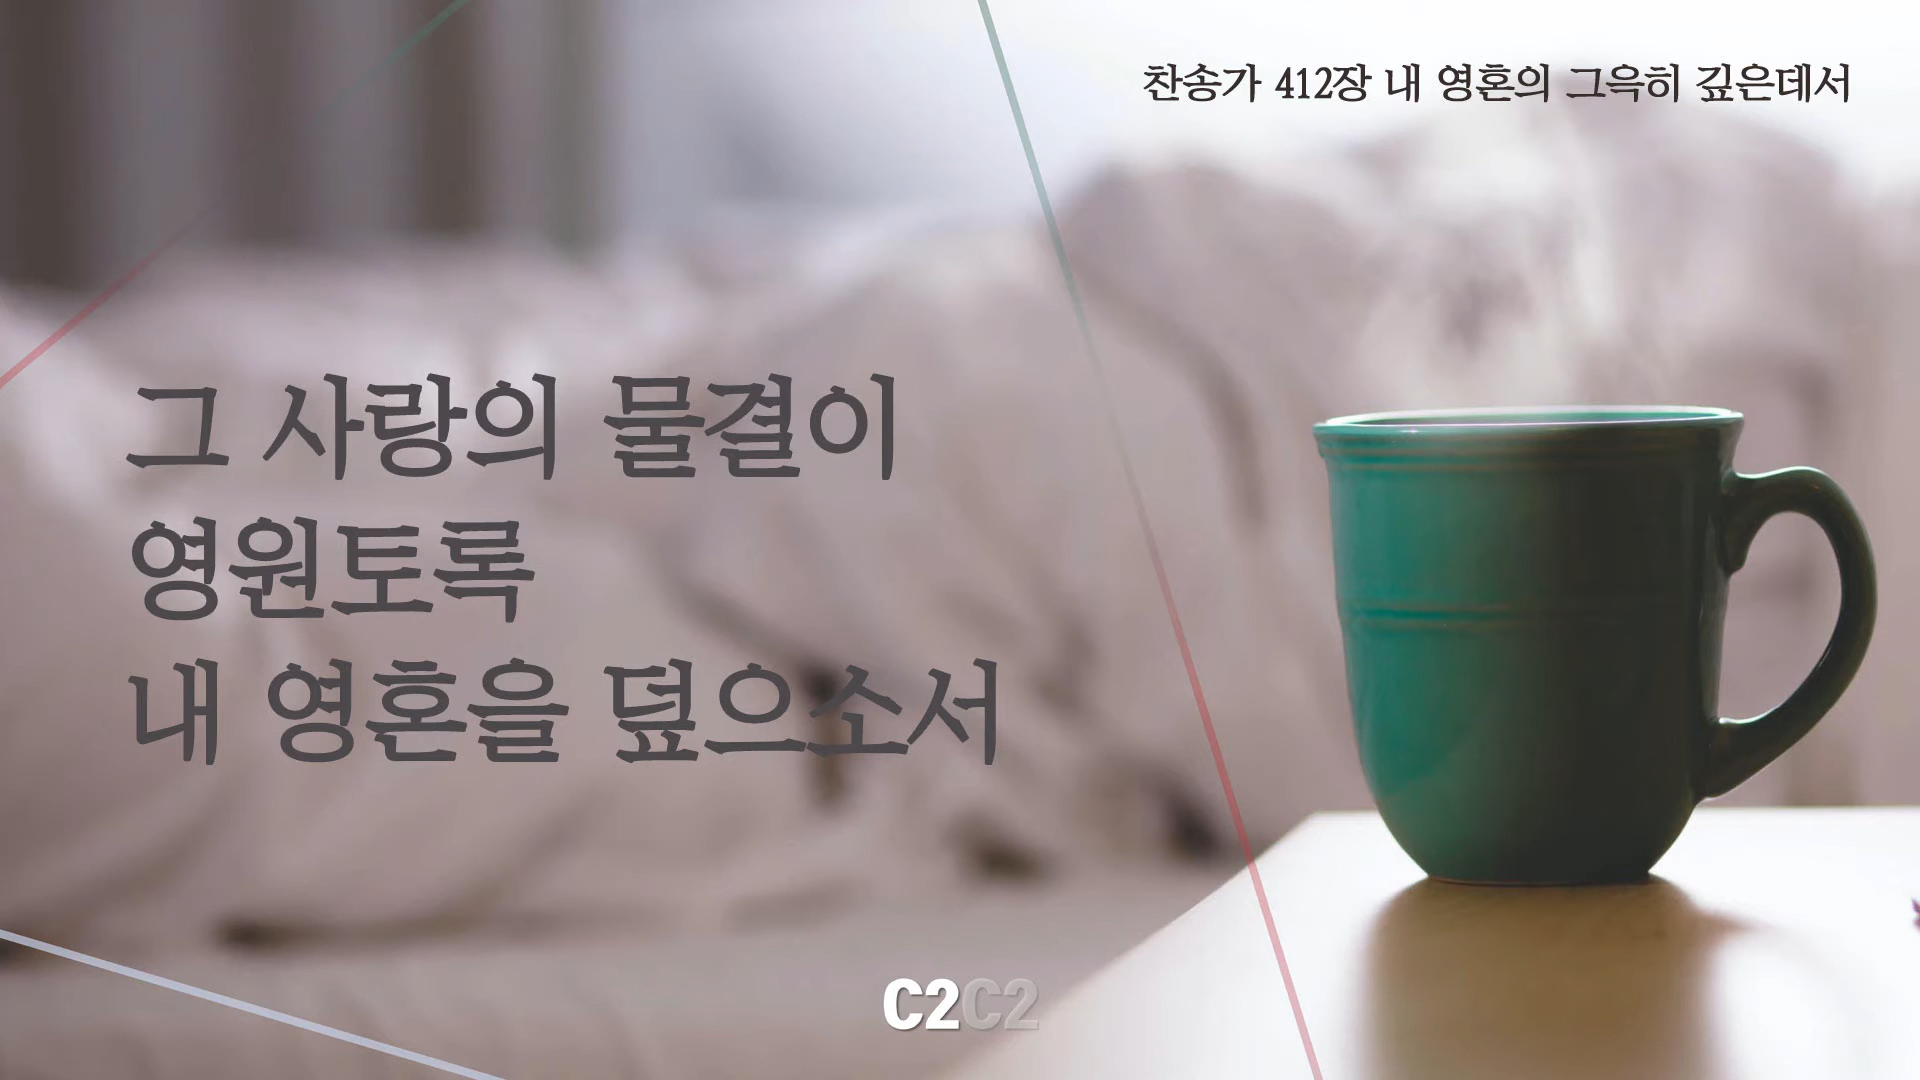 찬송가 412장 내 영혼의 그윽히 깊은데서
그 사랑의 물결이
영원토록
내 영혼을 덮으소서
C2C2